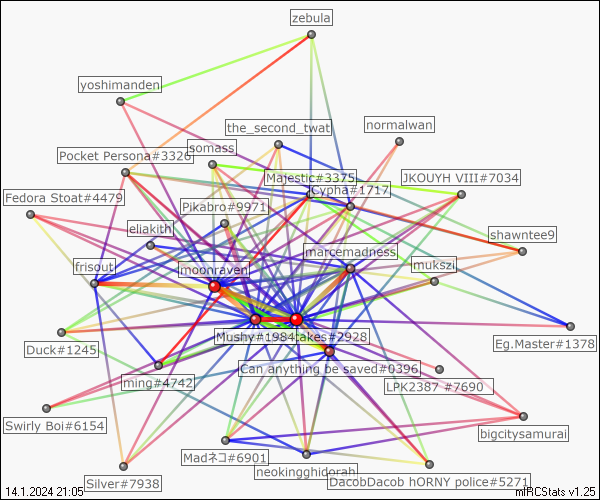 zebula
yoshimanden
the_second_twat
normalwan
somass
Pocket Persona#3326
Majestic#3375
JKOUYH VIII#7034
Cypha#1717
Fedora Stoat#4479
Pikabro#9971
eliakith
shawntee9
marcemadness
frisout
moonraven
mukszi
Mushy#1984
takes#2928
Eg.Master#1378
Duck#1245
Can anything be saved#0396
ming#4742
LPK2387 #7690
Swirly Boi#6154
bigcitysamurai
Madネコ#6901
neokingghidorah
Silver#7938
DacobDacob hORNY police#5271
14.1.2024 21:05
mIRCStats v1.25